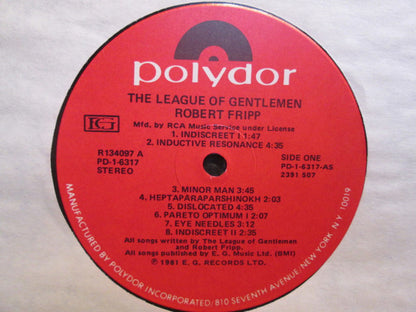 polydor
THE LEAGUE OF GENTLEMEN
ROBERT FRIPP
Mfd. by RCA Music Service under License
1. INDISCREET I 1:47
2. INDUCTIVE RESONANCE 4:35
EG
R134097 A
PD-1-6317
STEREO
SIDE ONE
PD-1-6317-AS
2391 507
3. MINOR MAN 3:45
4. HEPTAPARAPARSHINOKH 2:03
5. DISLOCATED 4:35
6. PARETO OPTIMUM I 2:07
7. EYE NEEDLES 3:12
8. INDISCREET II 2:35
All songs written by The League of Gentlemen
and Robert Fripp.
All songs published by E. G. Music Ltd. (BMI)
℗ 1981 E. G. RECORDS LTD.
MANUFACTURED BY POLYDOR INCORPORATED/810 SEVENTH AVENUE, NEW YORK, N.Y. 10019